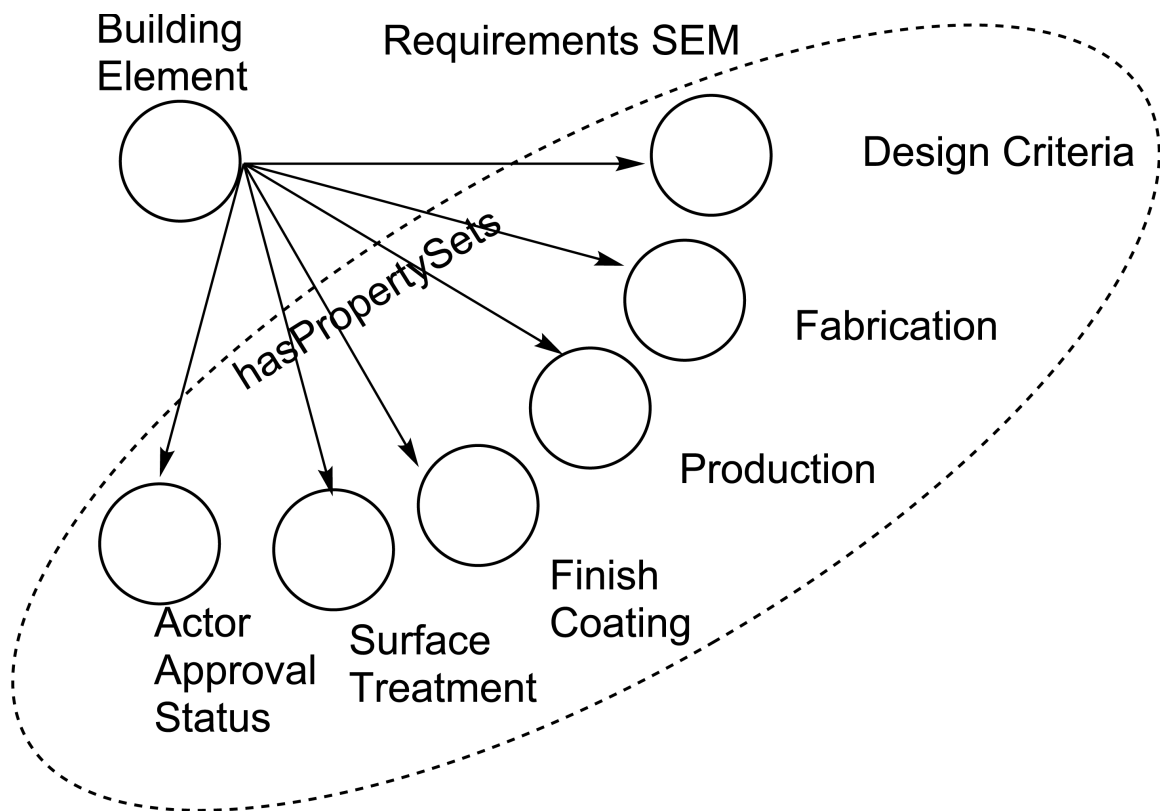 Building
Element
Requirements SEM
Design Criteria
hasPropertySets
Fabrication
Production
Finish
Coating
Actor
Approval
Status
Surface
Treatment